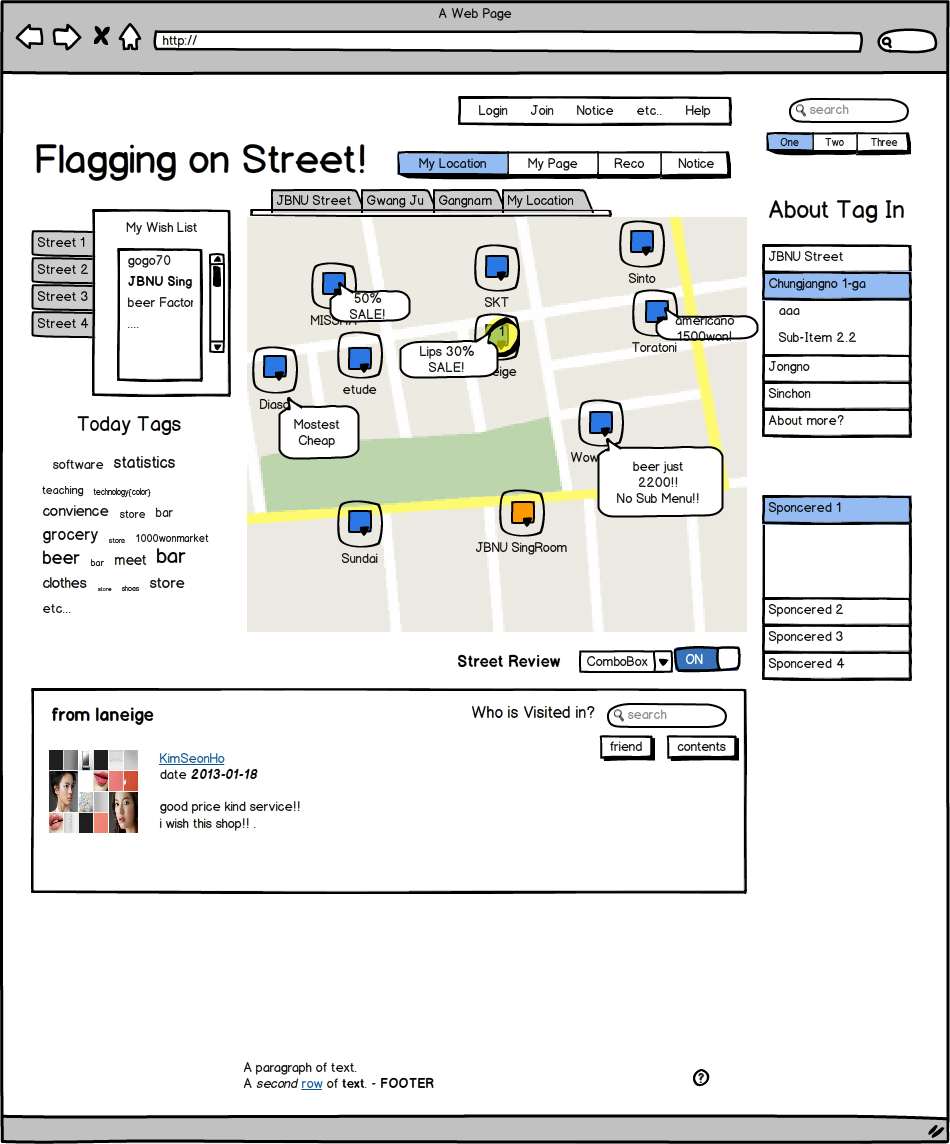 A Web Page
http://
Login Join Notice etc.. Help
search
One Two Three
Flagging on Street!
My Location My Page Reco Notice
JBNU Street Gwang Ju Gangnam My Location
About Tag In
Street 1
Street 2
Street 3
Street 4
My Wish List
gogo70
JBNU Sing
beer Factor
....
Sinto
SKT
50%
SALE!
americano
1500won!
Toratoni
1
Lips 30%
SALE!
eige
etude
Mostest
Cheap
Wow
beer just
2200!!
No Sub Menu!!
Sundai
JBNU SingRoom
JBNU Street
Chungjangno 1-ga
aaa
Sub-Item 2.2
Jongno
Sinchon
About more?
Today Tags
software statistics
teaching technology(color)
convience store bar
grocery store 1000wonmarket
beer bar meet bar
clothes store shoes store
etc...
Sponcered 1
Sponcered 2
Sponcered 3
Sponcered 4
Street Review ComboBox ON
from laneige
Who is Visited in? search
friend contents
KimSeonHo
date 2013-01-18
good price kind service!!
i wish this shop!! .
A paragraph of text.
A second row of text. - FOOTER
?